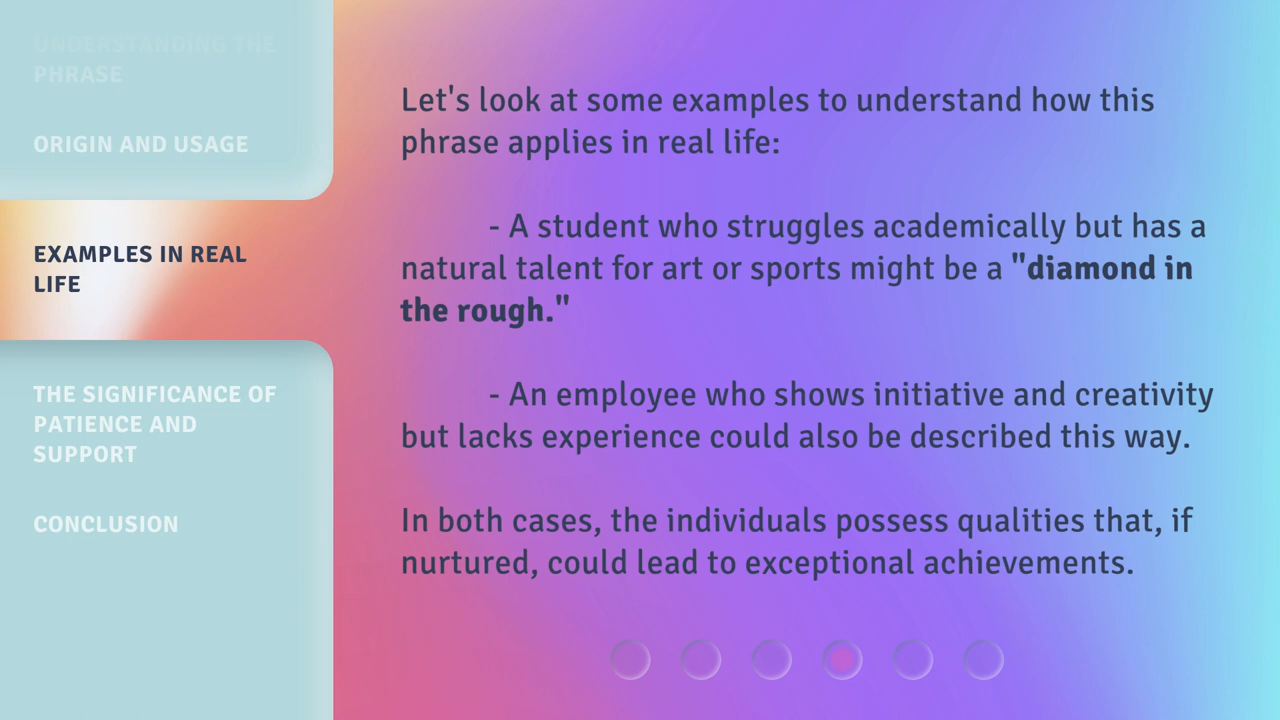 UNDERSTANDING THE
PHRASE
ORIGIN AND USAGE
EXAMPLES IN REAL
LIFE
THE SIGNIFICANCE OF
PATIENCE AND
SUPPORT
CONCLUSION
Let's look at some examples to understand how this
phrase applies in real life:
- A student who struggles academically but has a
natural talent for art or sports might be a "diamond in
the rough."
- An employee who shows initiative and creativity
but lacks experience could also be described this way.
In both cases, the individuals possess qualities that, if
nurtured, could lead to exceptional achievements.